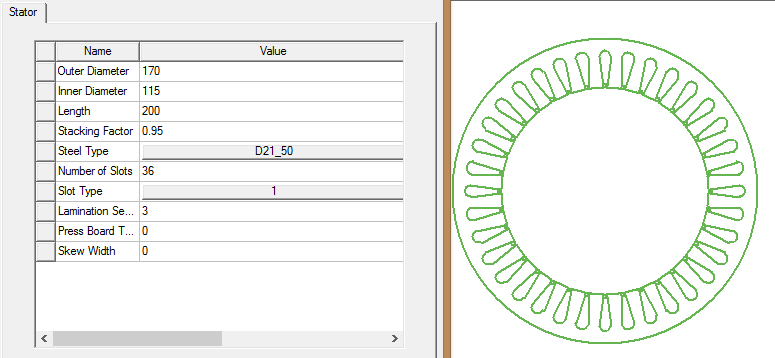 Stator
Name Value
Outer Diameter 170
Inner Diameter 115
Length 200
Stacking Factor 0.95
Steel Type D21_50
Number of Slots 36
Slot Type 1
Lamination Se... 3
Press Board T... 0
Skew Width 0